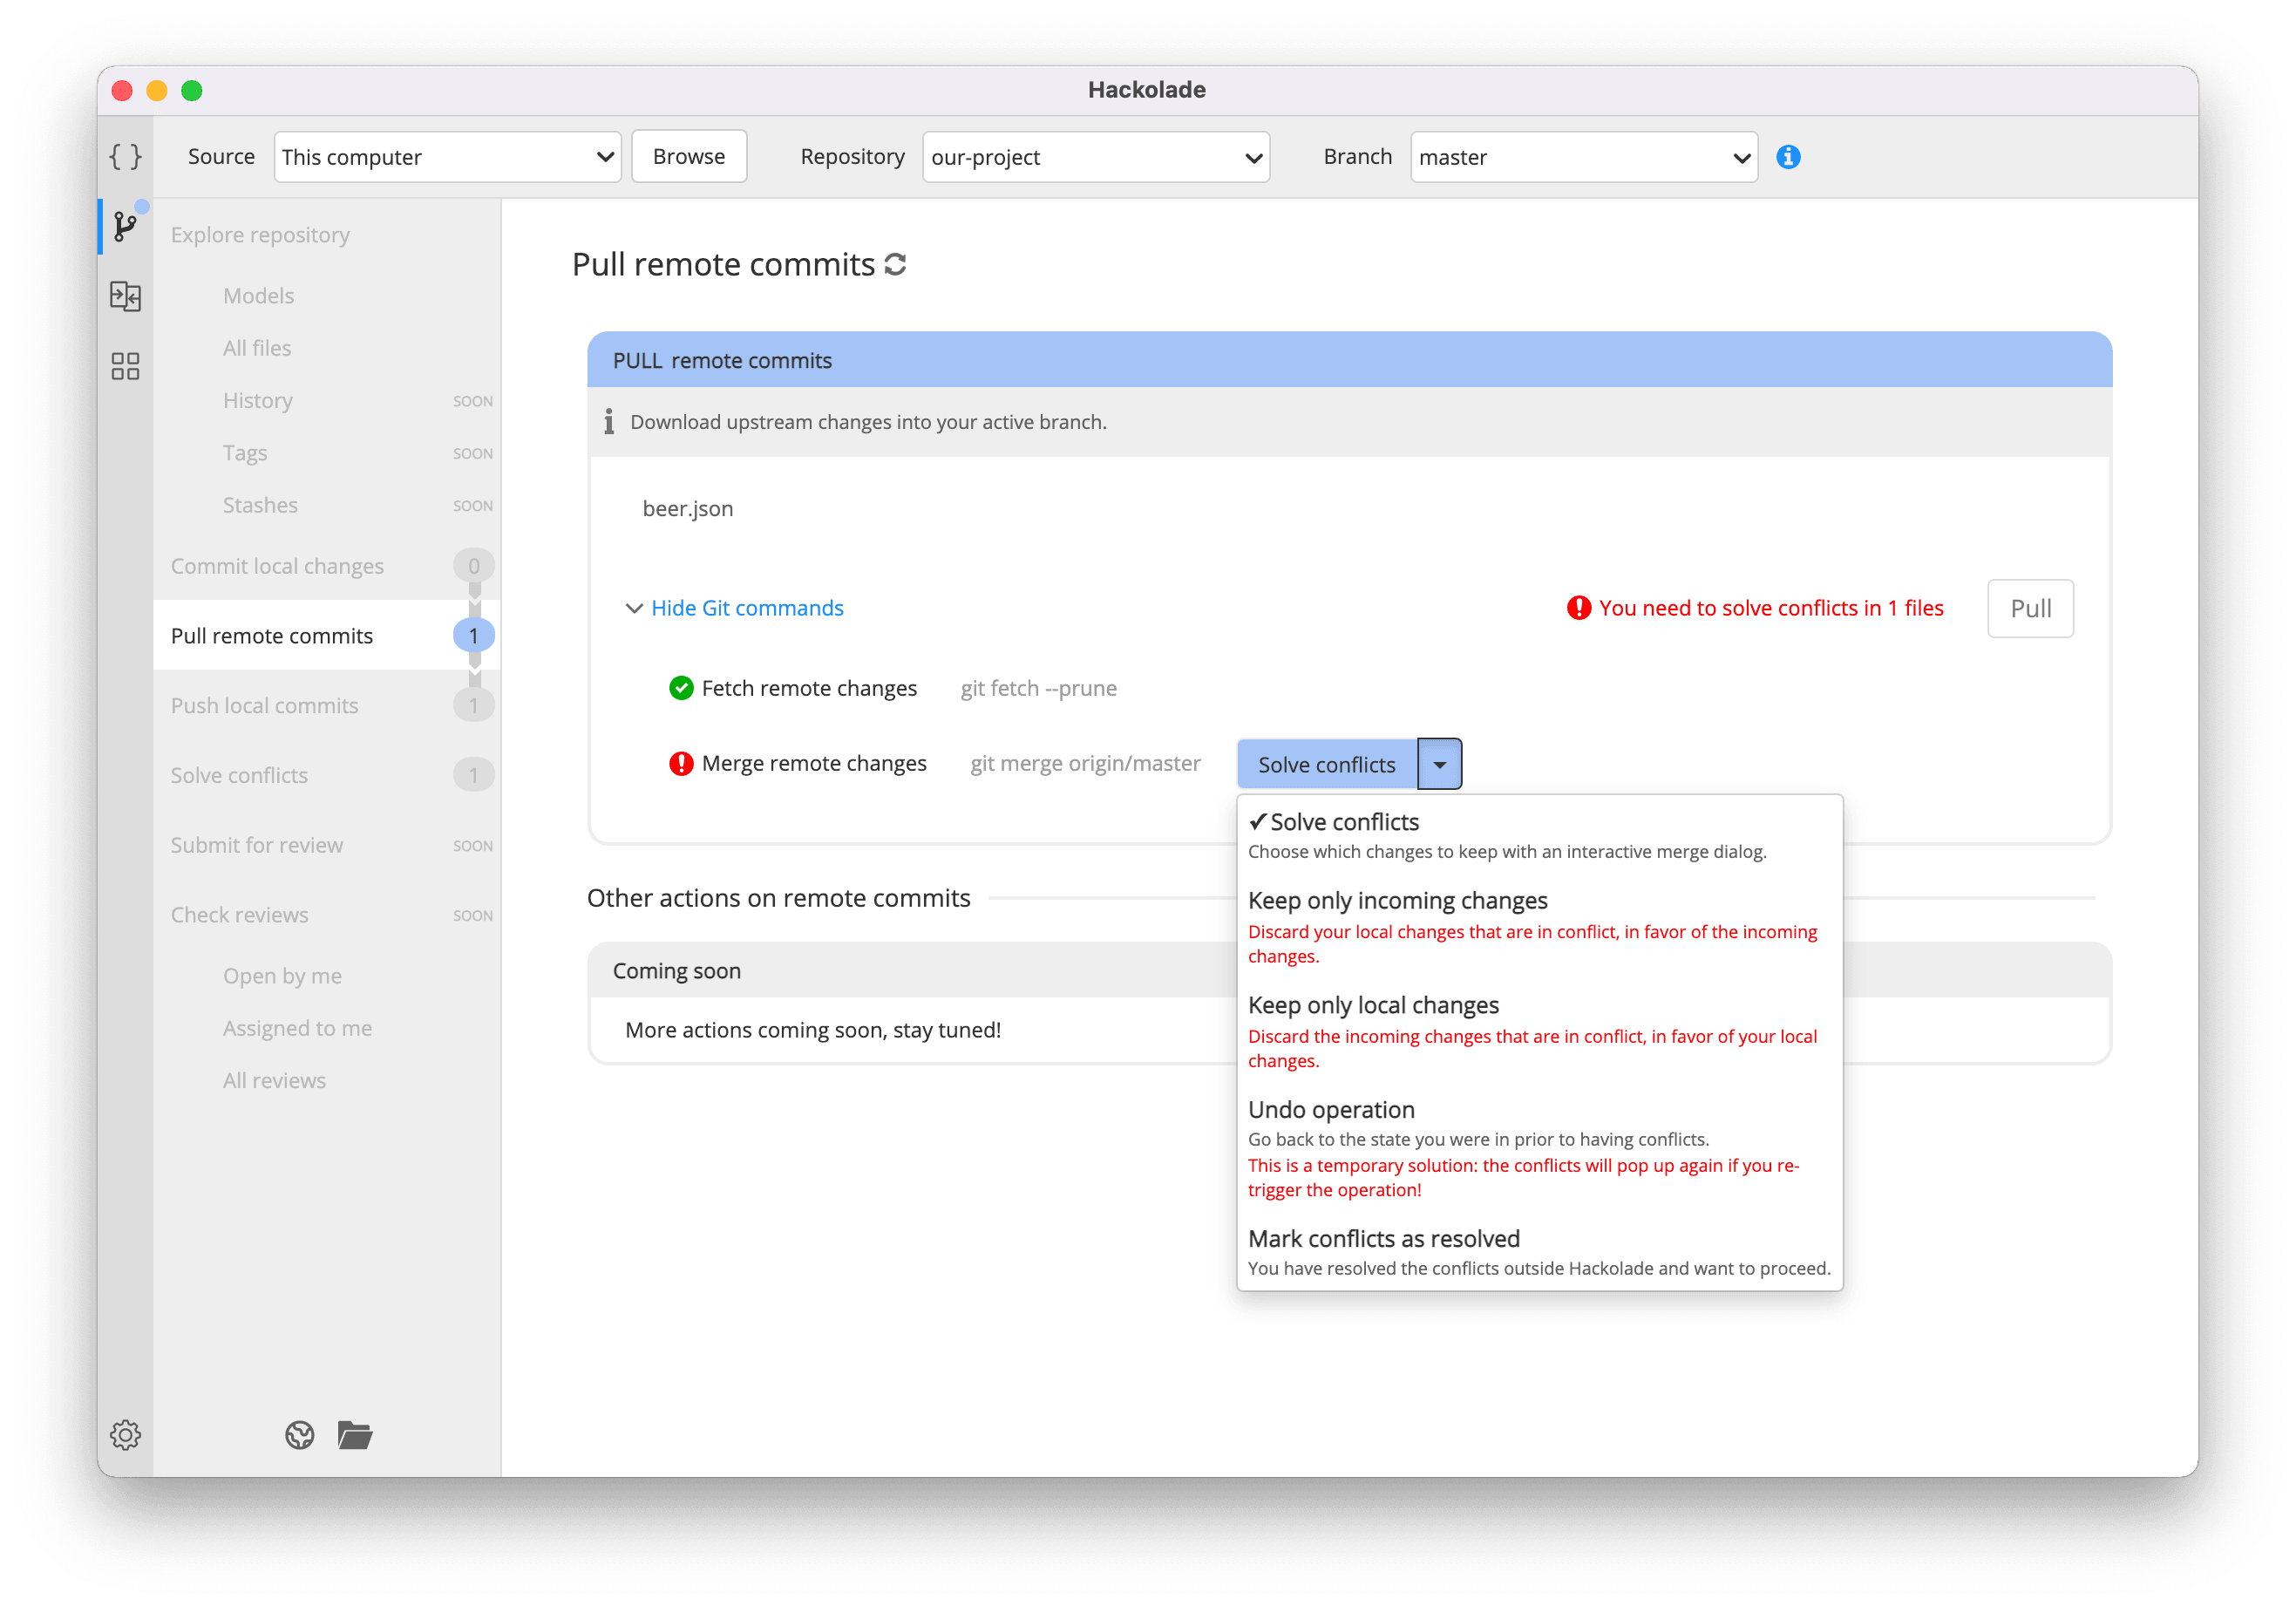 Hackolade
Source This computer Browse Repository our-project Branch master
Explore repository
Models
All files
History SOON
Tags SOON
Stashes SOON
Commit local changes 0
Pull remote commits 1
Push local commits 1
Solve conflicts 1
Submit for review SOON
Check reviews SOON
Open by me
Assigned to me
All reviews
Pull remote commits
PULL remote commits
Download upstream changes into your active branch.
beer.json
Hide Git commands
You need to solve conflicts in 1 files Pull
Fetch remote changes git fetch --prune
Merge remote changes git merge origin/master Solve conflicts
✓Solve conflicts
Choose which changes to keep with an interactive merge dialog.
Keep only incoming changes
Discard your local changes that are in conflict, in favor of the incoming
changes.
Keep only local changes
Discard the incoming changes that are in conflict, in favor of your local
changes.
Undo operation
Go back to the state you were in prior to having conflicts.
This is a temporary solution: the conflicts will pop up again if you re-
trigger the operation!
Mark conflicts as resolved
You have resolved the conflicts outside Hackolade and want to proceed.
Other actions on remote commits
Coming soon
More actions coming soon, stay tuned!